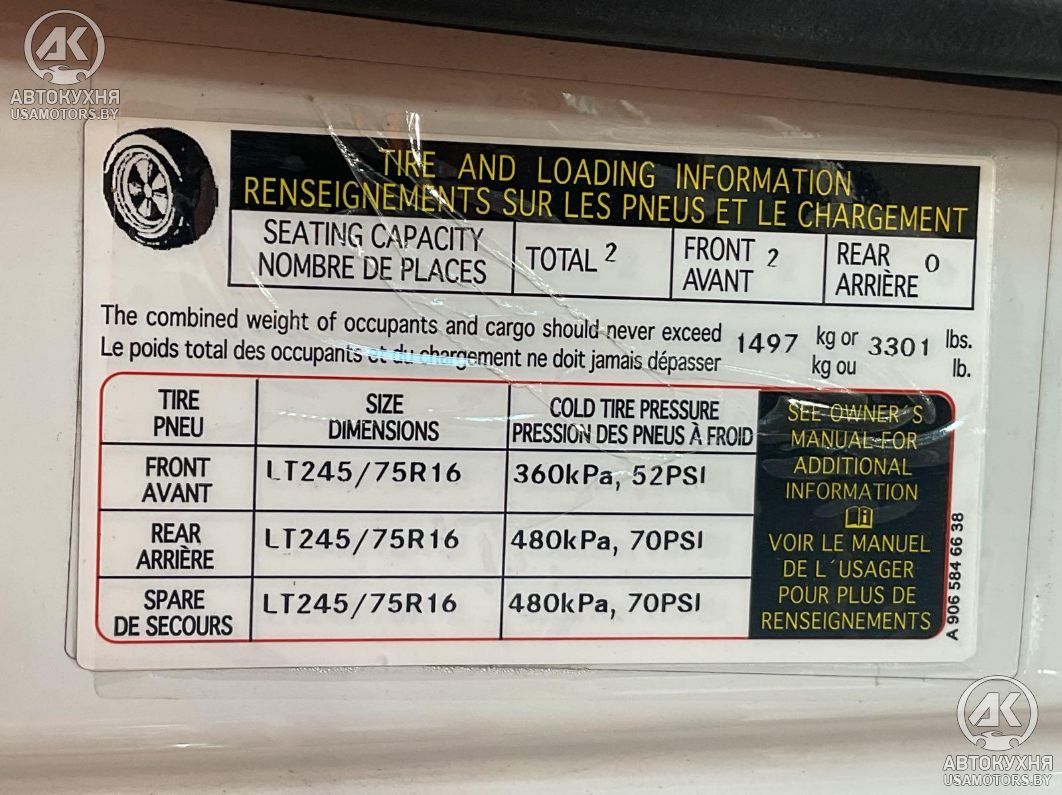 АК
АВТОКУХНЯ
USAMOTORS.BY
TIRE AND LOADING INFORMATION
RENSEIGNEMENTS SUR LES PNEUS ET LE CHARGEMENT
SEATING CAPACITY
NOMBRE DE PLACES
TOTAL 2
FRONT 2
AVANT
REAR 0
ARRIÈRE
The combined weight of occupants and cargo should never exceed 1497 kg or 3301 lbs.
Le poids total des occupants et du chargement ne doit jamais dépasser kg ou lb.
TIRE
PNEU
SIZE
DIMENSIONS
COLD TIRE PRESSURE
PRESSION DES PNEUS À FROID
FRONT
AVANT
LT245/75R16
360kPa, 52PSI
REAR
ARRIÈRE
LT245/75R16
480kPa, 70PSI
SPARE
DE SECOURS
LT245/75R16
480kPa, 70PSI
SEE OWNER´S
MANUAL FOR
ADDITIONAL
INFORMATION
VOIR LE MANUEL
DE L´USAGER
POUR PLUS DE
RENSEIGNEMENTS
A 906 584 66 38
АК
АВТОКУХНЯ
USAMOTORS.BY